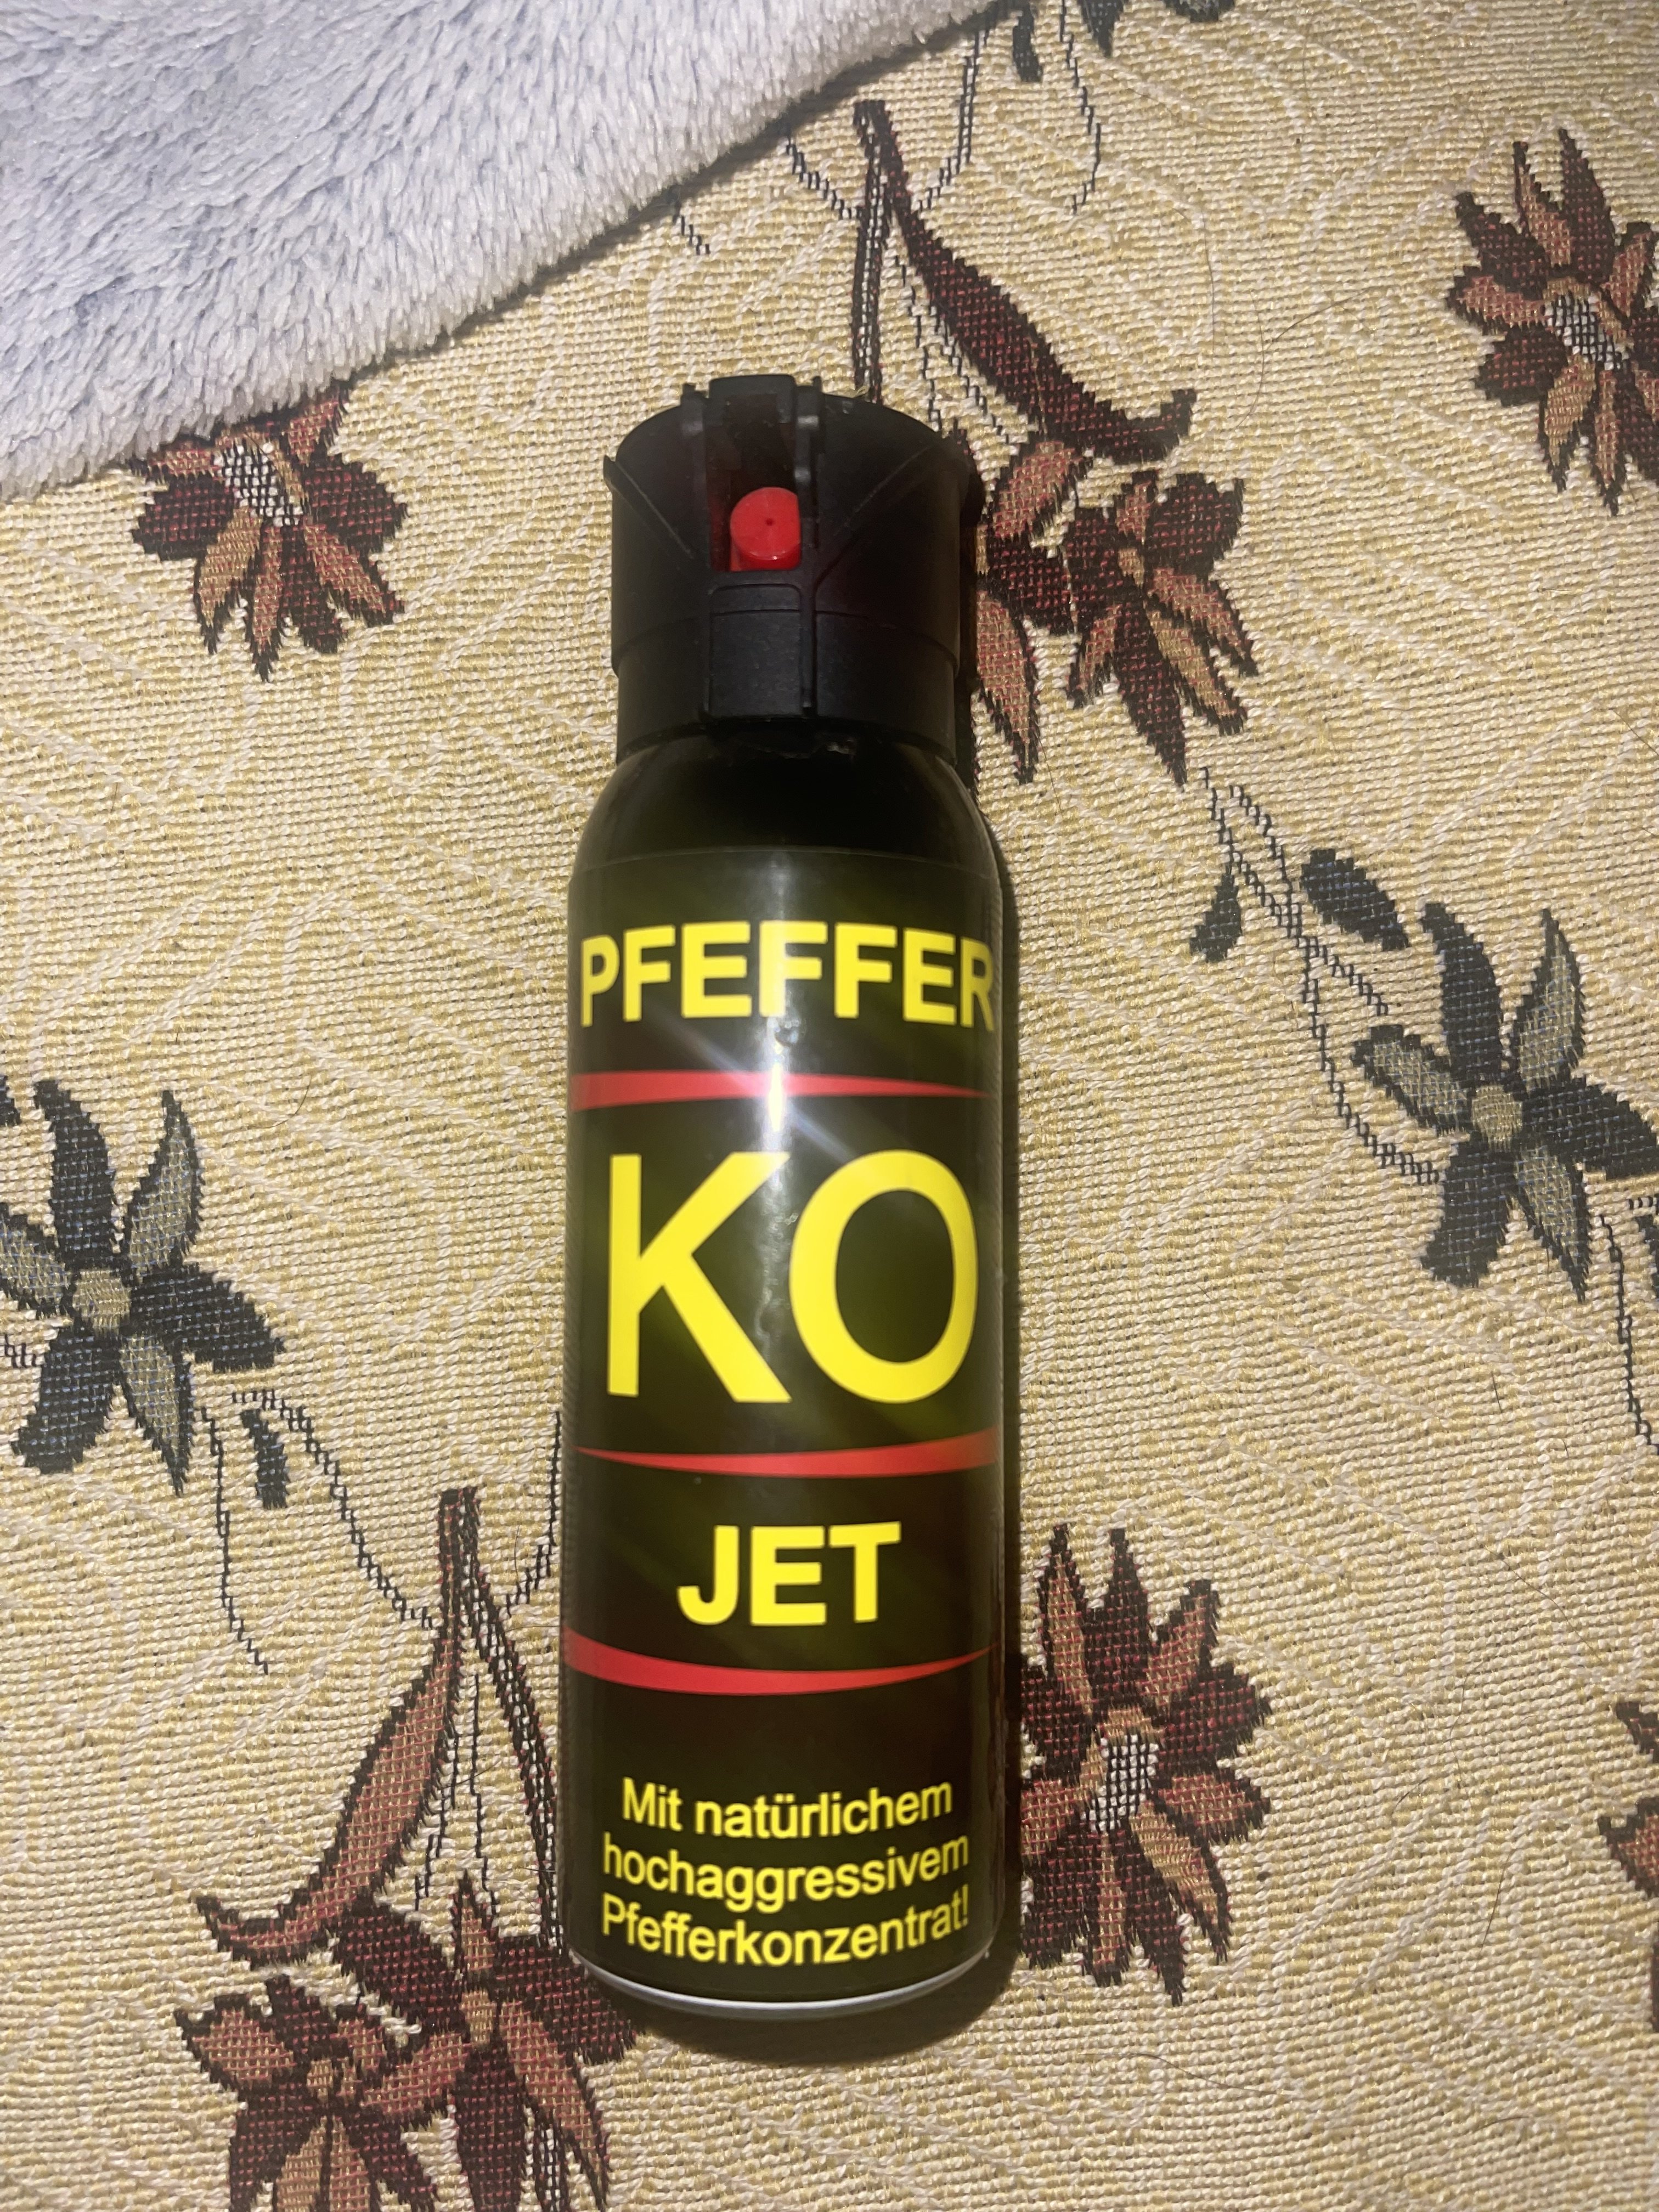 PFEFFER
KO
JET
Mit natürlichem
hochaggressivem
Pfefferkonzentrat!